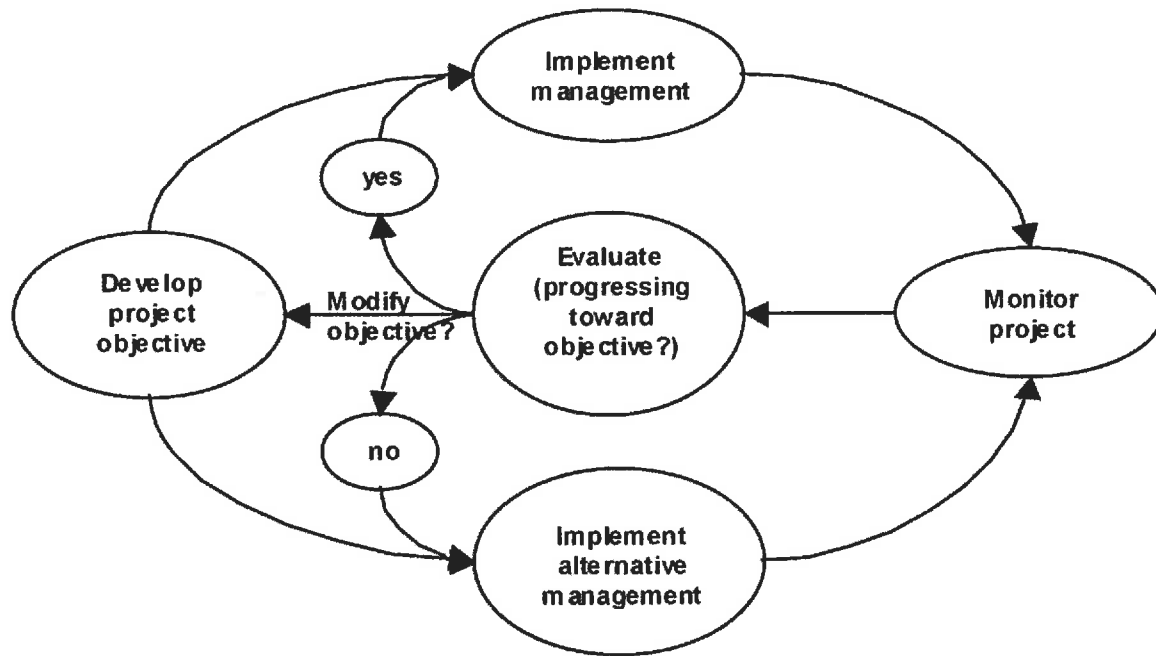 Implement
management
yes
Develop
project
objective
Modify
objective?
Evaluate
(progressing
toward
objective?)
Monitor
project
no
Implement
alternative
management